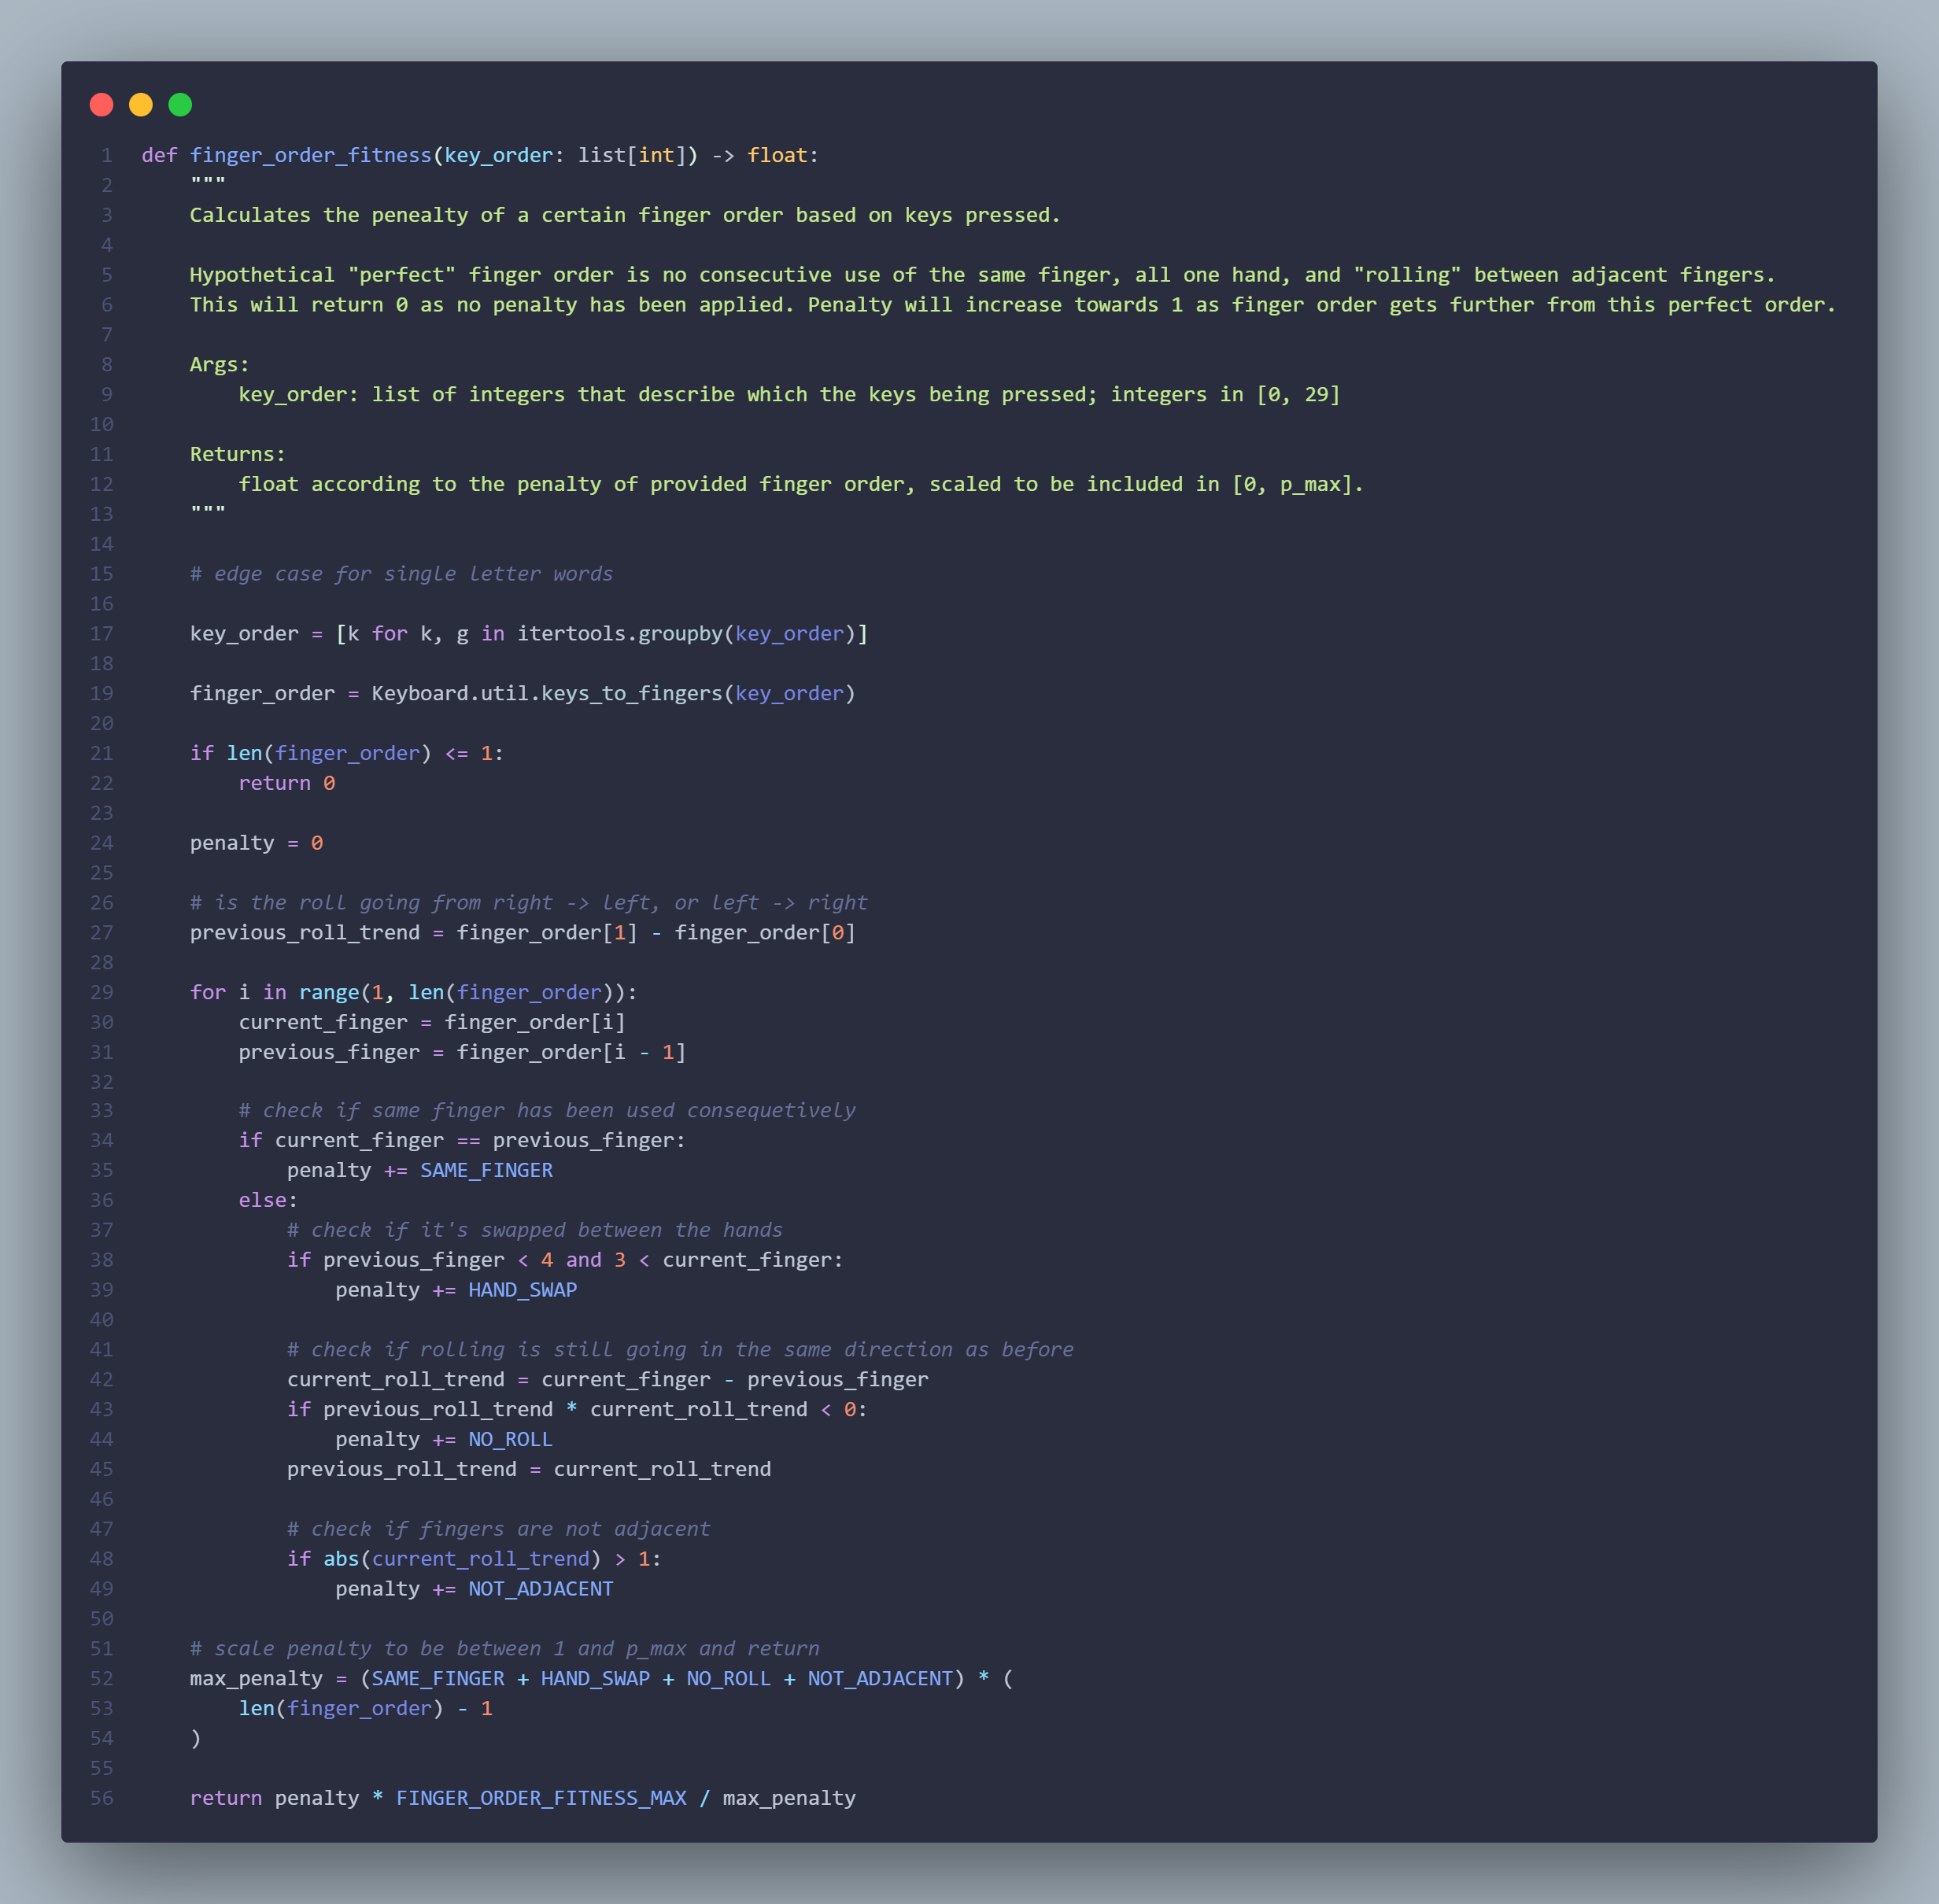 1 def finger_order_fitness(key_order: list[int]) -> float:
2     """
3     Calculates the penealty of a certain finger order based on keys pressed.
4
5     Hypothetical "perfect" finger order is no consecutive use of the same finger, all one hand, and "rolling" between adjacent fingers.
6     This will return 0 as no penalty has been applied. Penalty will increase towards 1 as finger order gets further from this perfect order.
7
8     Args:
9         key_order: list of integers that describe which the keys being pressed; integers in [0, 29]
10
11     Returns:
12         float according to the penalty of provided finger order, scaled to be included in [0, p_max].
13     """
14
15     # edge case for single letter words
16
17     key_order = [k for k, g in itertools.groupby(key_order)]
18
19     finger_order = Keyboard.util.keys_to_fingers(key_order)
20
21     if len(finger_order) <= 1:
22         return 0
23
24     penalty = 0
25
26     # is the roll going from right -> left, or left -> right
27     previous_roll_trend = finger_order[1] - finger_order[0]
28
29     for i in range(1, len(finger_order)):
30         current_finger = finger_order[i]
31         previous_finger = finger_order[i - 1]
32
33         # check if same finger has been used consequetively
34         if current_finger == previous_finger:
35             penalty += SAME_FINGER
36         else:
37             # check if it's swapped between the hands
38             if previous_finger < 4 and 3 < current_finger:
39                 penalty += HAND_SWAP
40
41             # check if rolling is still going in the same direction as before
42             current_roll_trend = current_finger - previous_finger
43             if previous_roll_trend * current_roll_trend < 0:
44                 penalty += NO_ROLL
45             previous_roll_trend = current_roll_trend
46
47             # check if fingers are not adjacent
48             if abs(current_roll_trend) > 1:
49                 penalty += NOT_ADJACENT
50
51     # scale penalty to be between 1 and p_max and return
52     max_penalty = (SAME_FINGER + HAND_SWAP + NO_ROLL + NOT_ADJACENT) * (
53         len(finger_order) - 1
54     )
55
56     return penalty * FINGER_ORDER_FITNESS_MAX / max_penalty